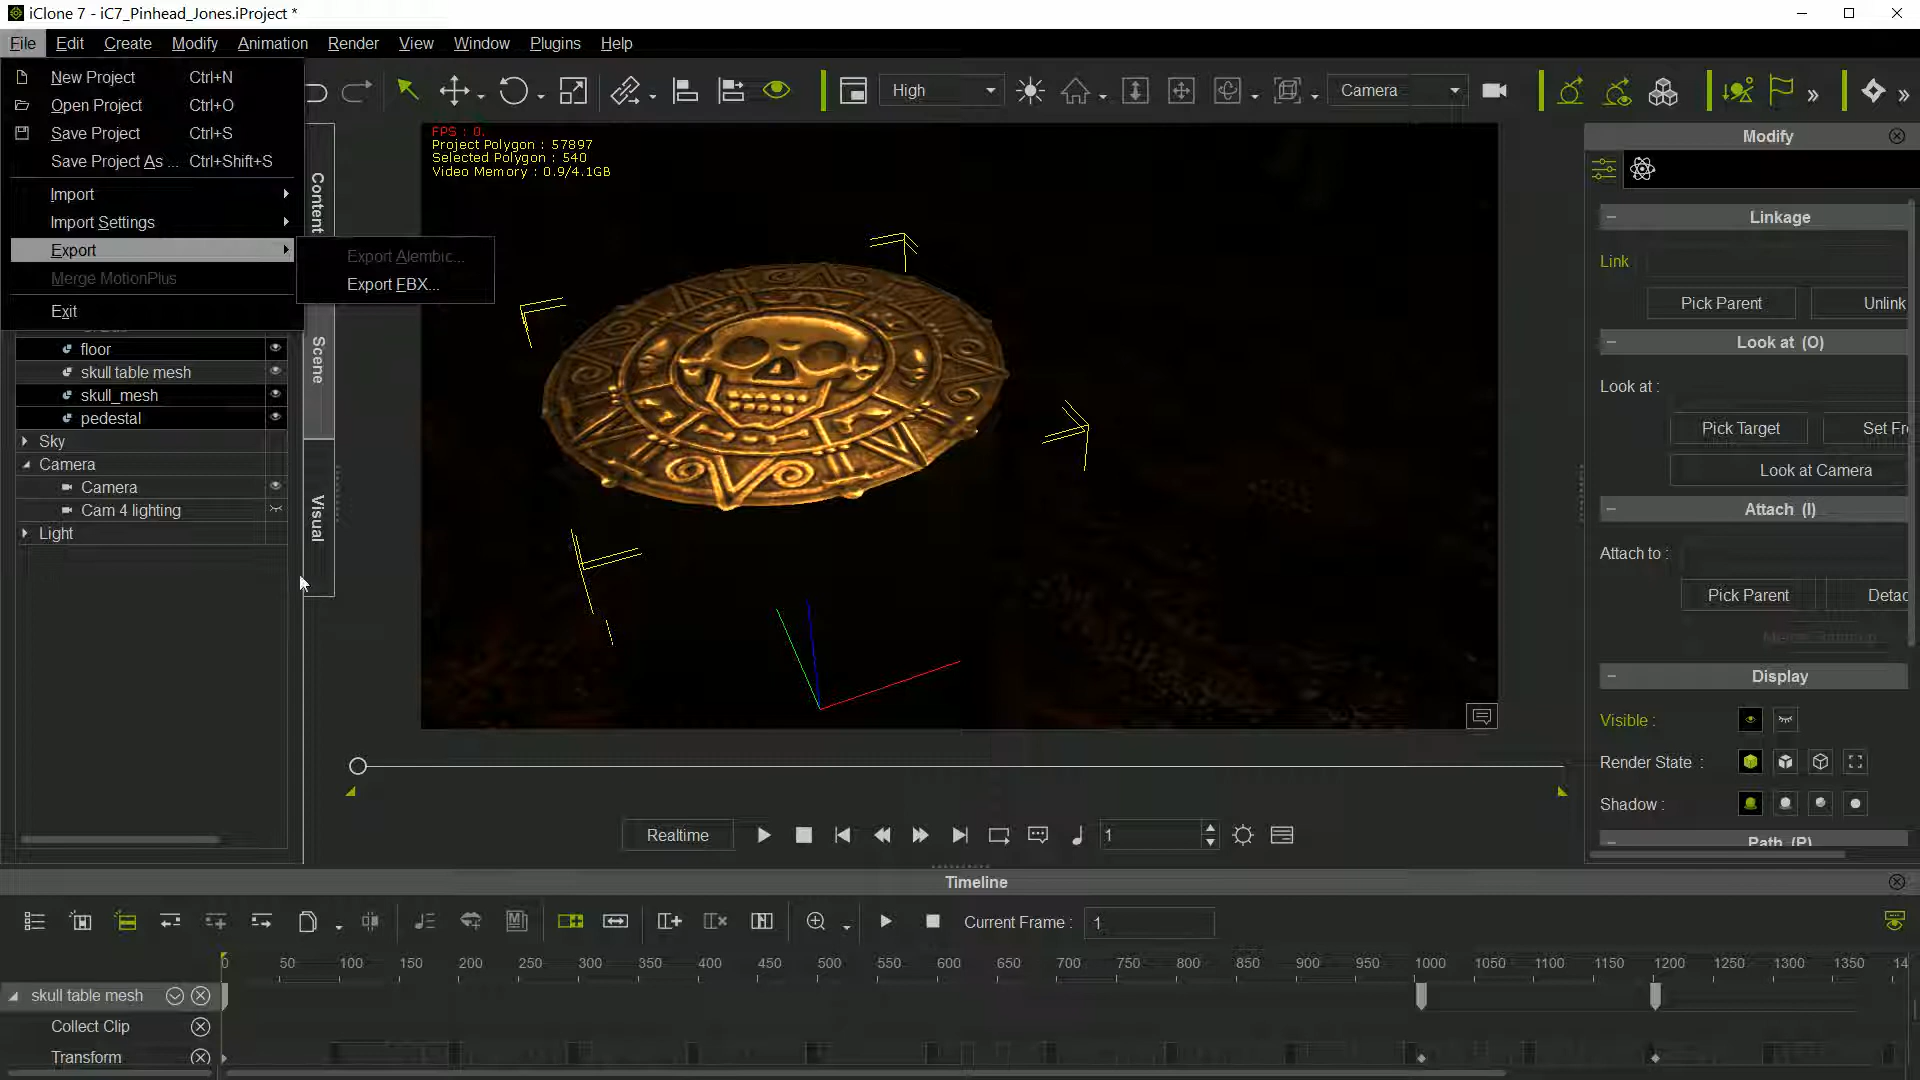 iClone 7 - iC7_Pinhead_Jones.iProject *
File Edit Create Modify Animation Render View Window Plugins Help
New Project Ctrl+N
Open Project Ctrl+O
Save Project Ctrl+S
Save Project As ... Ctrl+Shift+S
Import
Import Settings
Export
Merge MotionPlus
Exit
Export Alembic...
Export FBX...
High
Camera
FPS : 0.
Project Polygon : 57897
Selected Polygon : 540
Video Memory : 0.9/4.1GB
Content
Scene
Visual
floor
skull table mesh
skull_mesh
pedestal
Sky
Camera
Camera
Cam 4 lighting
Light
Modify
Linkage
Link
Pick Parent Unlink
Look at (O)
Look at :
Pick Target Set Fr
Look at Camera
Attach (I)
Attach to :
Pick Parent Detac
Display
Visible :
Render State :
Shadow :
Path (P)
Realtime 1
Timeline
Current Frame : 1
0 50 100 150 200 250 300 350 400 450 500 550 600 650 700 750 800 850 900 950 1000 1050 1100 1150 1200 1250 1300 1350 14
skull table mesh
Collect Clip
Transform